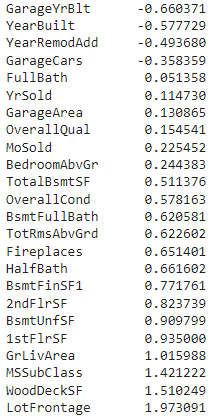 GarageYrBlt -0.660371
YearBuilt -0.577729
YearRemodAdd -0.493680
GarageCars -0.358359
FullBath 0.051358
YrSold 0.114730
GarageArea 0.130865
OverallQual 0.154541
MoSold 0.225452
BedroomAbvGr 0.244383
TotalBsmtSF 0.511376
OverallCond 0.578163
BsmtFullBath 0.620581
TotRmsAbvGrd 0.622602
Fireplaces 0.651401
HalfBath 0.661602
BsmtFinSF1 0.771761
2ndFlrSF 0.823739
BsmtUnfSF 0.909799
1stFlrSF 0.935000
GrLivArea 1.015988
MSSubClass 1.421222
WoodDeckSF 1.510249
LotFrontage 1.973091